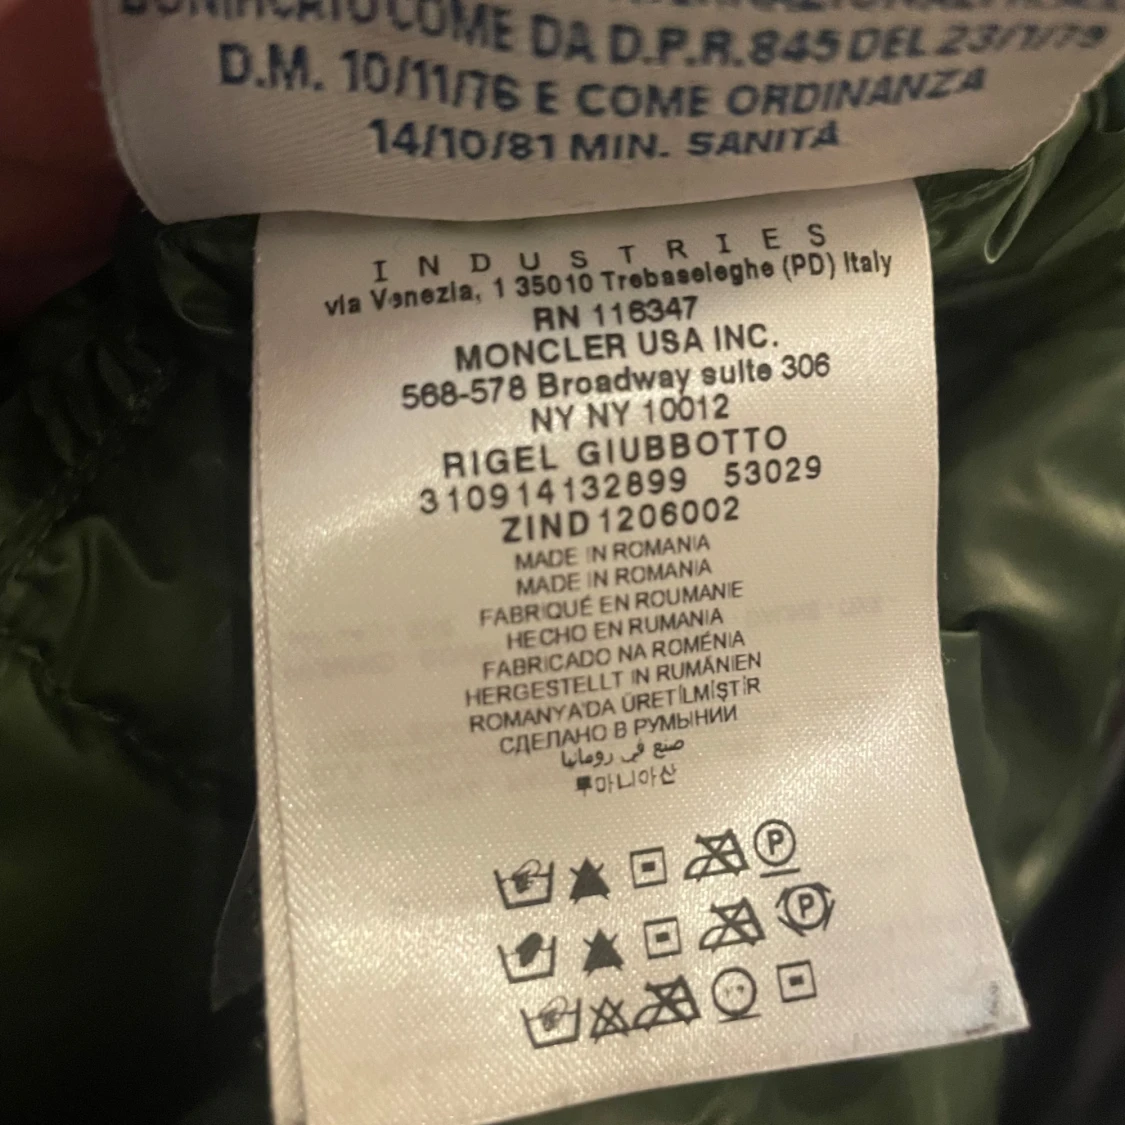 BONIFICATO COME DA D.P.R. 845 DEL 23/1/79
D.M. 10/11/76 E COME ORDINANZA
14/10/81 MIN. SANITÀ
INDUSTRIES
via Venezia, 1 35010 Trebaseleghe (PD) Italy
RN 116347
MONCLER USA INC.
568-578 Broadway suite 306
NY NY 10012
RIGEL GIUBBOTTO
310914132899 53029
ZIND1206002
MADE IN ROMANIA
MADE IN ROMANIA
FABRIQUÉ EN ROUMANIE
HECHO EN RUMANIA
FABRICADO NA ROMÉNIA
HERGESTELLT IN RUMÄNIEN
ROMANYA'DA ÜRETİLMİŞTİR
СДЕЛАНО В РУМЫНИИ
صنع في رومانيا
루마니아산
P
P